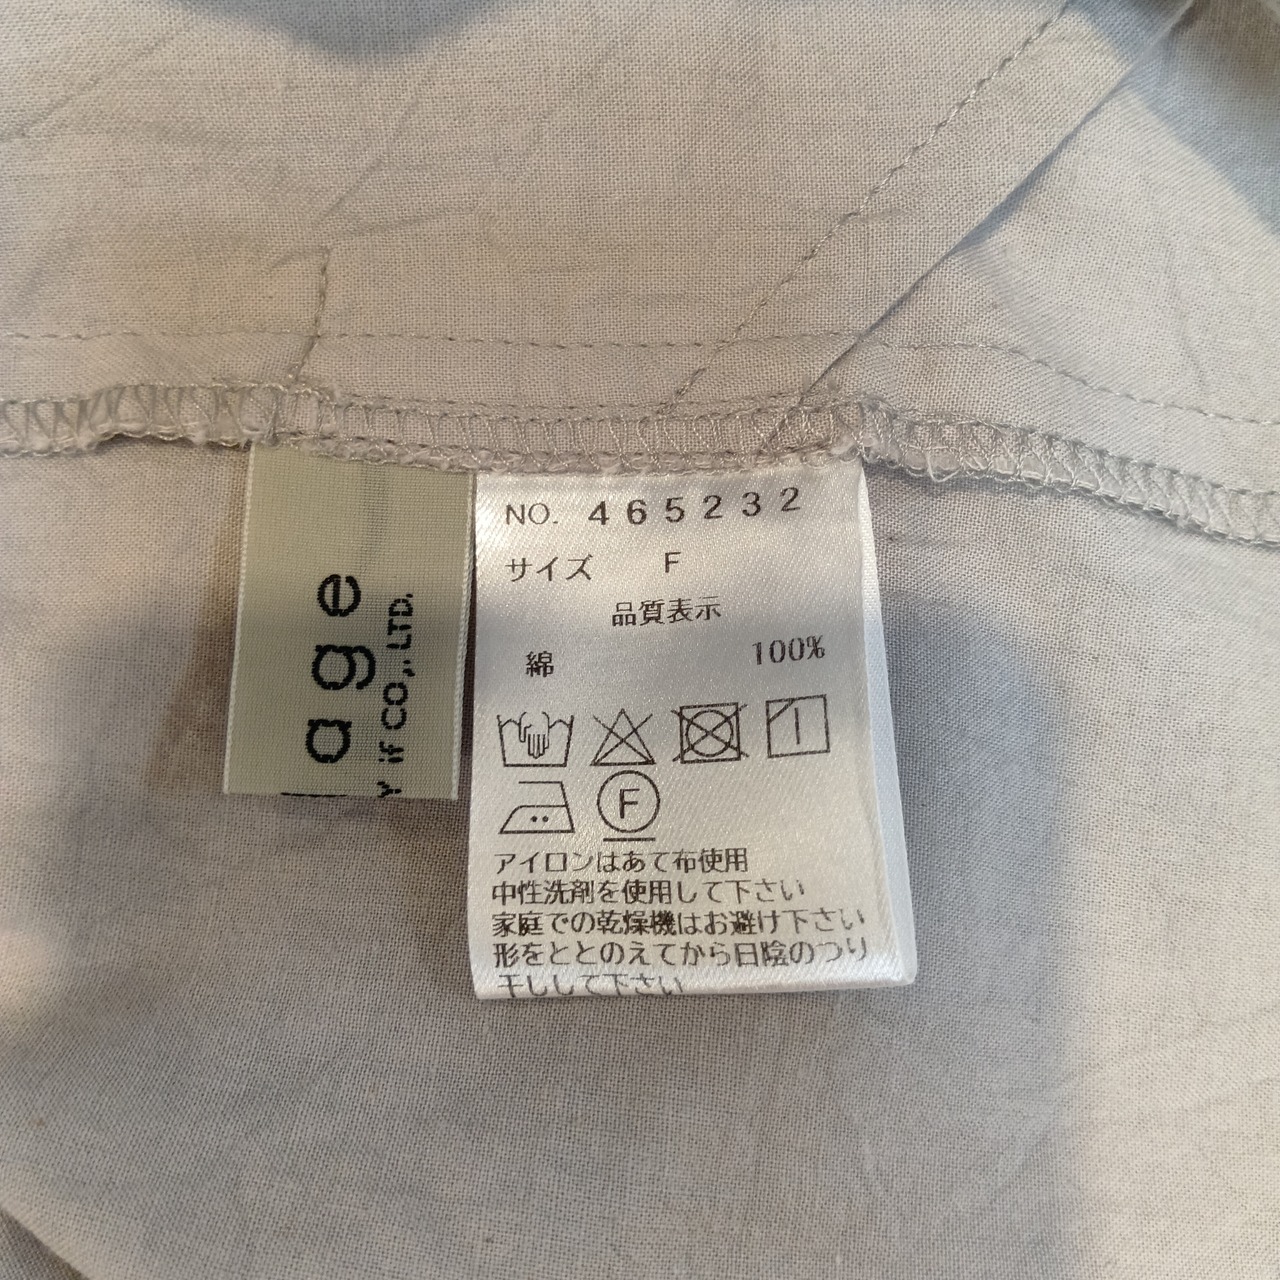 age
Y if CO,.LTD.
NO. 465232
サイズ F
品質表示
綿 100%
F
アイロンはあて布使用
中性洗剤を使用して下さい
家庭での乾燥機はお避け下さい
形をととのえてから日陰のつり
干しして下さい